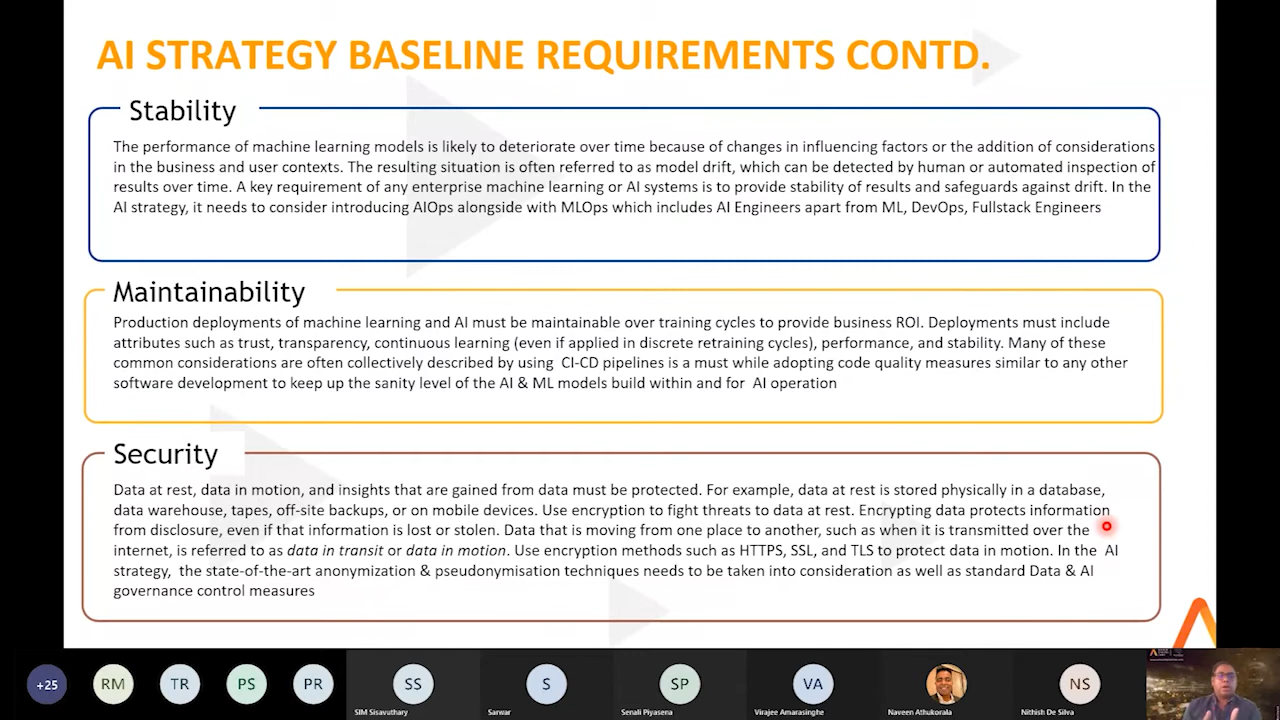 AI STRATEGY BASELINE REQUIREMENTS CONTD.
Stability
The performance of machine learning models is likely to deteriorate over time because of changes in influencing factors or the addition of considerations
in the business and user contexts. The resulting situation is often referred to as model drift, which can be detected by human or automated inspection of
results over time. A key requirement of any enterprise machine learning or AI systems is to provide stability of results and safeguards against drift. In the
AI strategy, it needs to consider introducing AIOps alongside with MLOps which includes AI Engineers apart from ML, DevOps, Fullstack Engineers
Maintainability
Production deployments of machine learning and AI must be maintainable over training cycles to provide business ROI. Deployments must include
attributes such as trust, transparency, continuous learning (even if applied in discrete retraining cycles), performance, and stability. Many of these
common considerations are often collectively described by using CI-CD pipelines is a must while adopting code quality measures similar to any other
software development to keep up the sanity level of the AI & ML models build within and for AI operation
Security
Data at rest, data in motion, and insights that are gained from data must be protected. For example, data at rest is stored physically in a database,
data warehouse, tapes, off-site backups, or on mobile devices. Use encryption to fight threats to data at rest. Encrypting data protects information
from disclosure, even if that information is lost or stolen. Data that is moving from one place to another, such as when it is transmitted over the
internet, is referred to as data in transit or data in motion. Use encryption methods such as HTTPS, SSL, and TLS to protect data in motion. In the AI
strategy, the state-of-the-art anonymization & pseudonymisation techniques needs to be taken into consideration as well as standard Data & AI
governance control measures
+25
RM
TR
PS
PR
SS
S
SP
VA
NS
SIM Sisavuthary
Sarwar
Senali Piyasena
Virajee Amarasinghe
Naveen Athukorala
Nithish De Silva